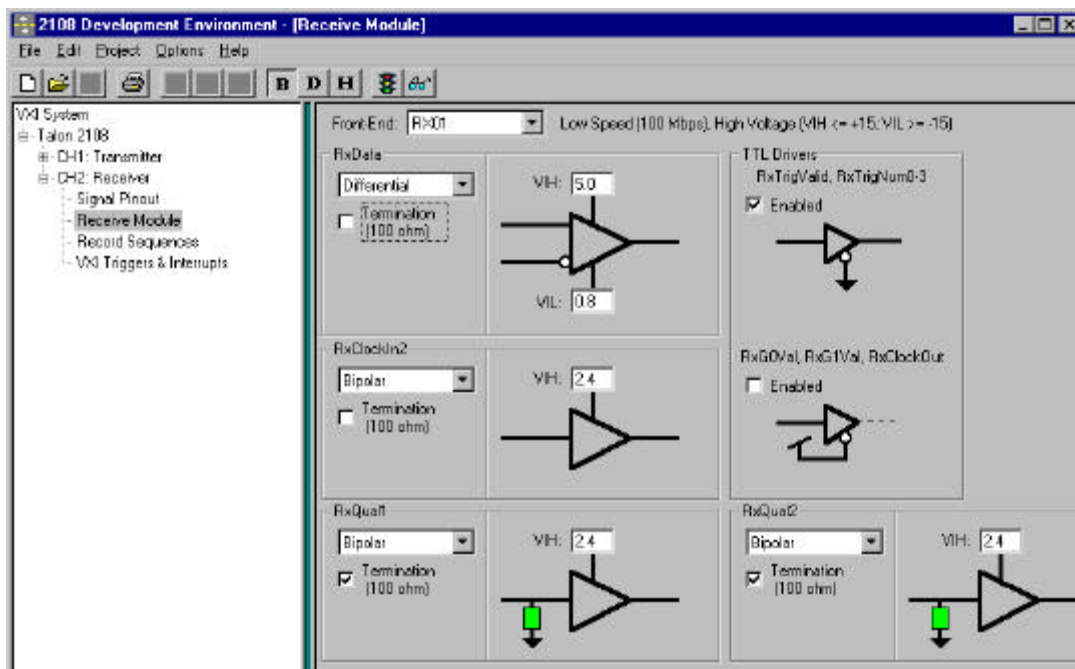 2108 Development Environment - [Receive Module]
File Edit Project Options Help
B D H
VXI System
Talon 2108
CH1: Transmitter
CH2: Receiver
Signal Pinout
Receive Module
Record Sequences
VXI Triggers & Interrupts
Front-End: RX01 Low Speed (100 Mbps), High Voltage (VIH <= +15; VIL >= -15)
RxData
Differential
Termination
(100 ohm)
VIH: 5.0
VIL: 0.8
TTL Drivers
RxTrigValid, RxTrigNum0-3
Enabled
RxG0Val, RxG1Val, RxClockOut
Enabled
RxClockIn2
Bipolar
Termination
(100 ohm)
VIH: 2.4
RxQual1
Bipolar
Termination
(100 ohm)
VIH: 2.4
RxQual2
Bipolar
Termination
(100 ohm)
VIH: 2.4